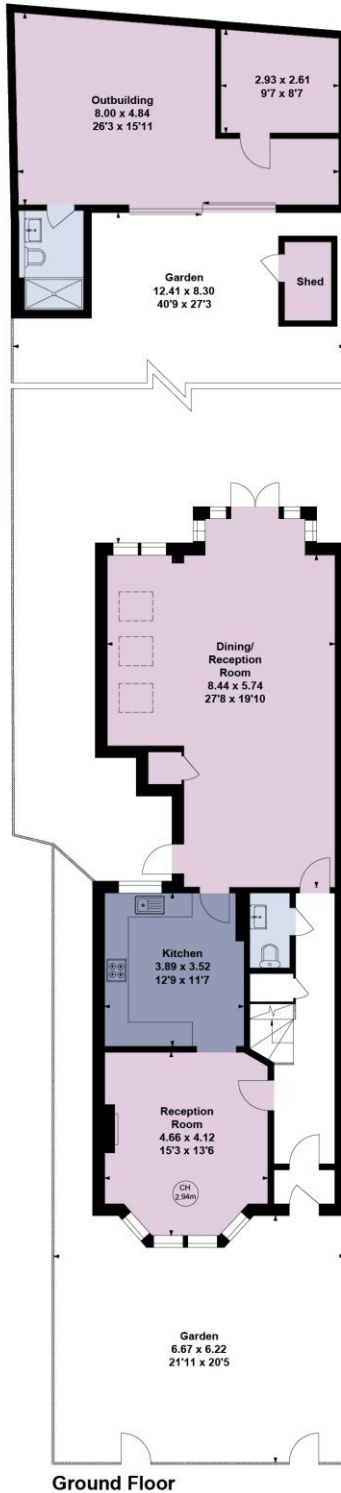 Outbuilding
8.00 x 4.84
26'3 x 15'11
2.93 x 2.61
9'7 x 8'7
Garden
12.41 x 8.30
40'9 x 27'3
Shed
Dining/
Reception
Room
8.44 x 5.74
27'8 x 19'10
Kitchen
3.89 x 3.52
12'9 x 11'7
Reception
Room
4.66 x 4.12
15'3 x 13'6
CH
2.94m
Garden
6.67 x 6.22
21'11 x 20'5
Ground Floor